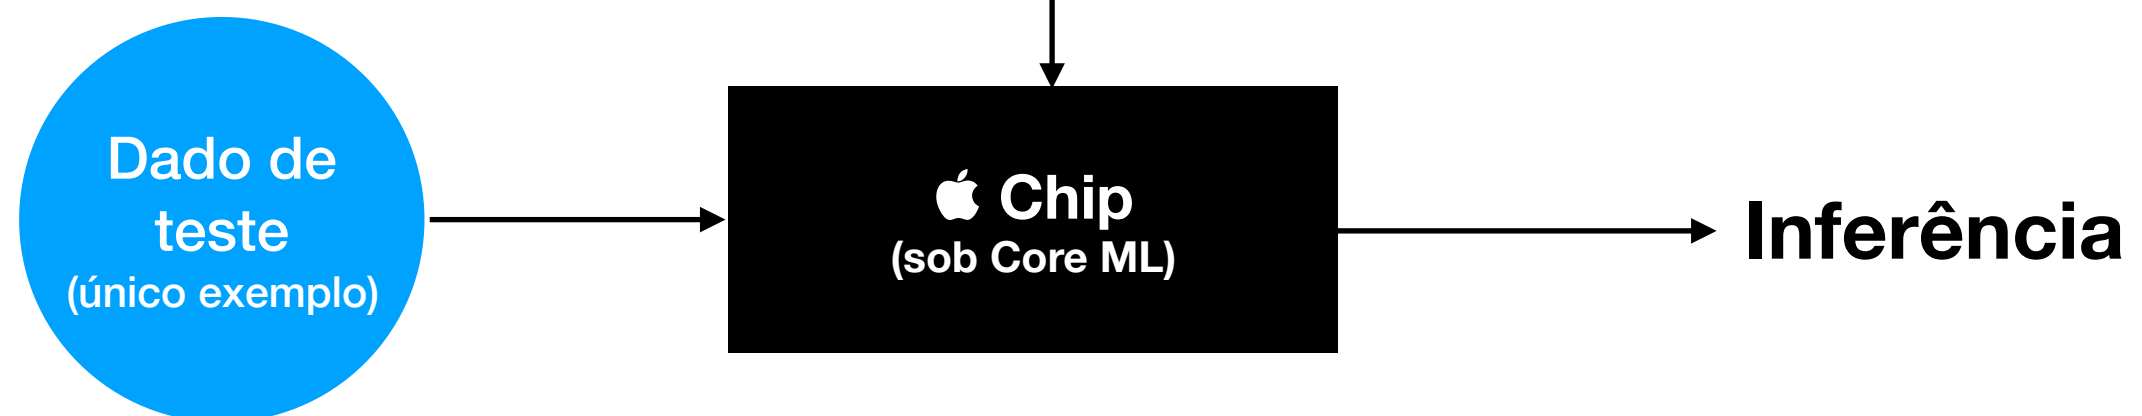 Dado de
teste
(único exemplo)
Chip
(sob Core ML)
Inferência